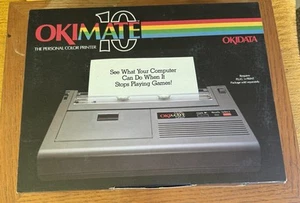 OKIMATE 10
THE PERSONAL COLOR PRINTER
OKIDATA
See What Your Computer
Can Do When It
Stops Playing Games!
OKIMATE